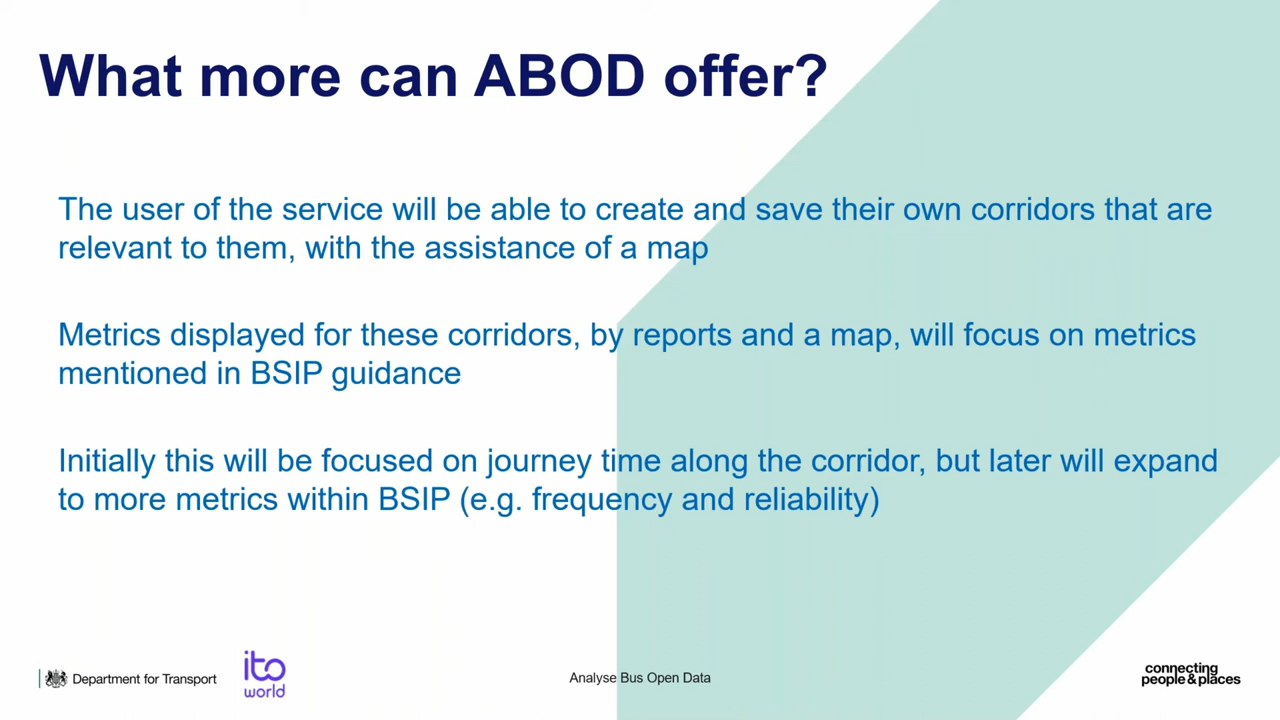 What more can ABOD offer?
The user of the service will be able to create and save their own corridors that are
relevant to them, with the assistance of a map
Metrics displayed for these corridors, by reports and a map, will focus on metrics
mentioned in BSIP guidance
Initially this will be focused on journey time along the corridor, but later will expand
to more metrics within BSIP (e.g. frequency and reliability)
Department for Transport
ito
world
Analyse Bus Open Data
connecting
people & places